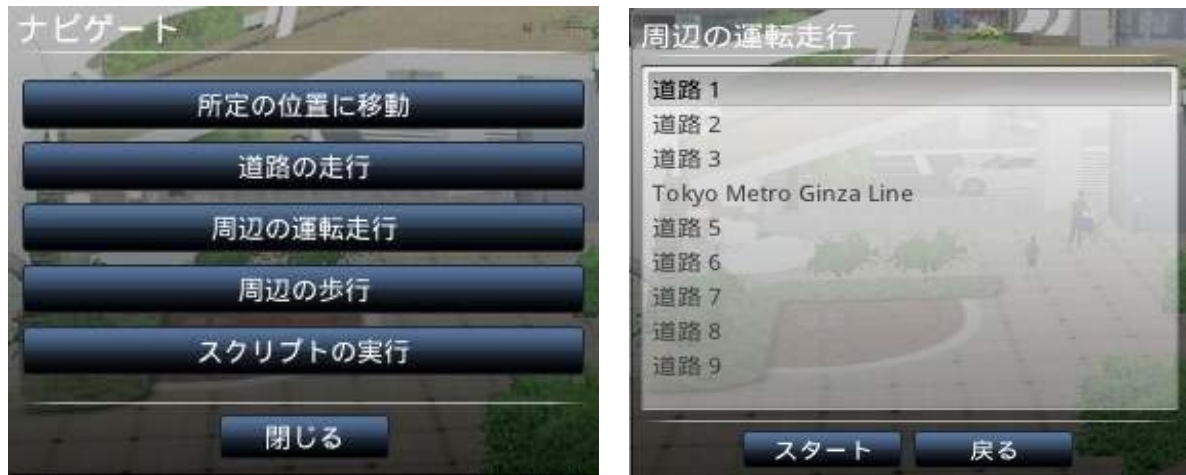 ナビゲート
所定の位置に移動
道路の走行
周辺の運転走行
周辺の歩行
スクリプトの実行
閉じる
周辺の運転走行
道路 1
道路 2
道路 3
Tokyo Metro Ginza Line
道路 5
道路 6
道路 7
道路 8
道路 9
スタート
戻る